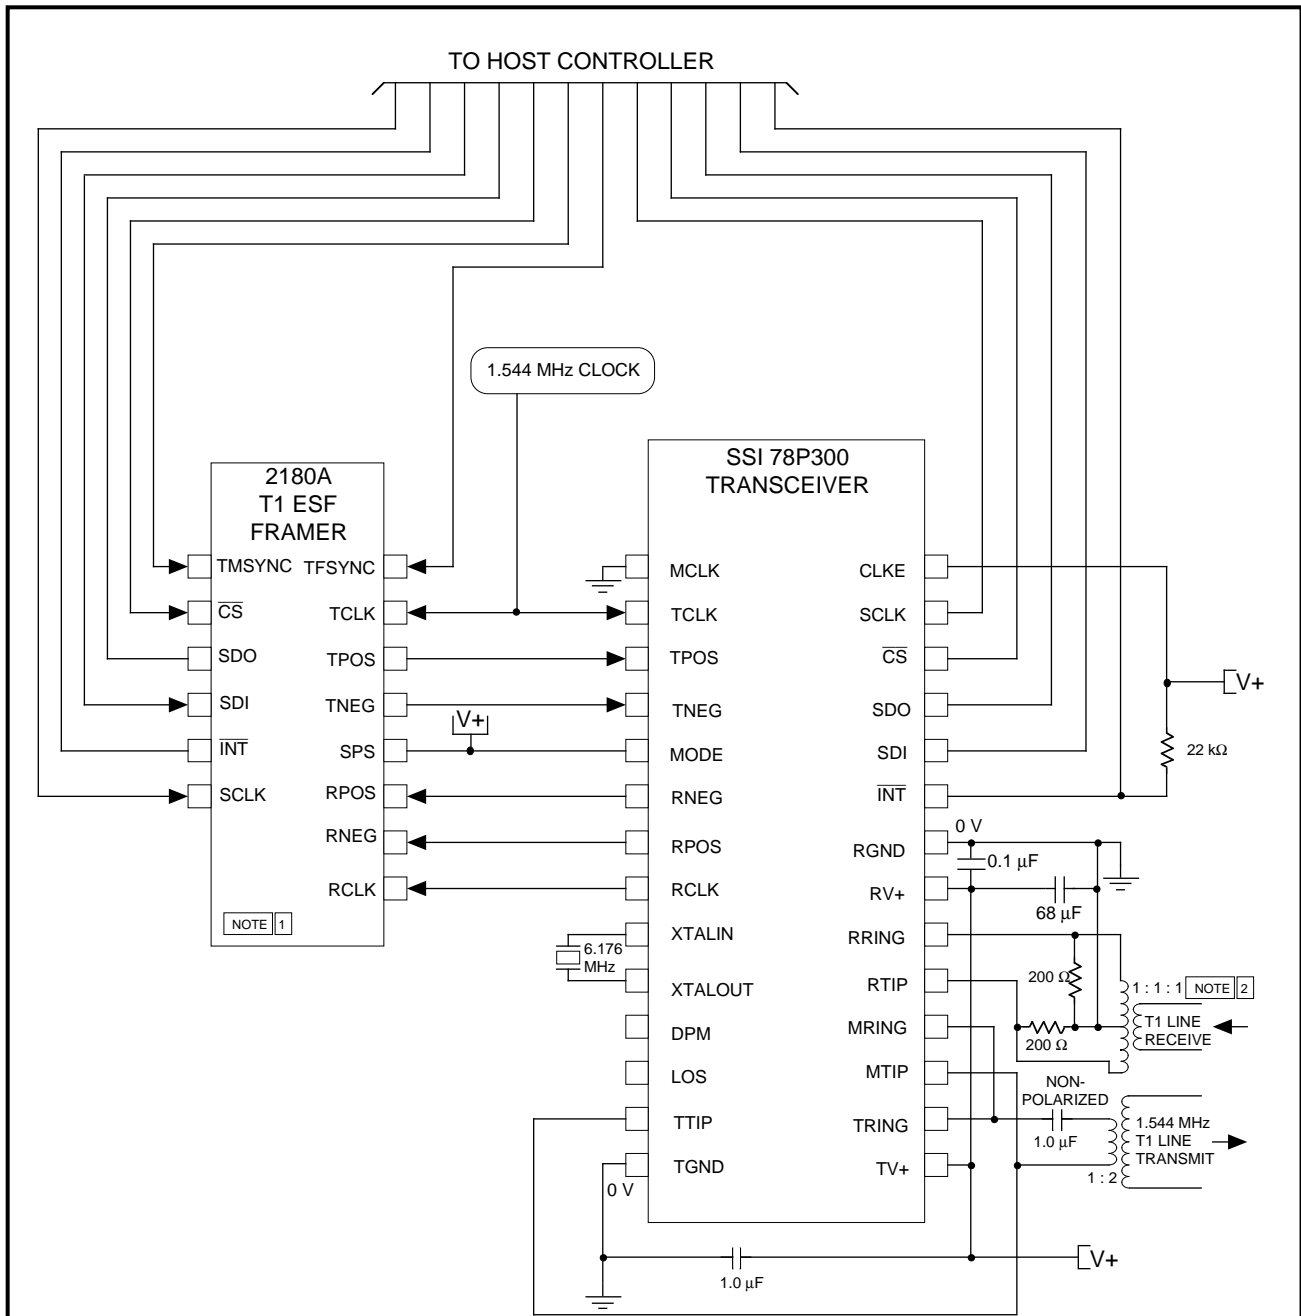 TO HOST CONTROLLER
1.544 MHz CLOCK
2180A
T1 ESF
FRAMER
TMSYNC TFSYNC
CS TCLK
SDO TPOS
SDI TNEG
INT SPS
SCLK RPOS
RNEG
RCLK
NOTE 1
V+
SSI 78P300
TRANSCEIVER
MCLK CLKE
TCLK SCLK
TPOS CS
TNEG SDO
MODE SDI
RNEG INT
RPOS RGND
RCLK RV+
XTALIN RRING
XTALOUT RTIP
DPM MRING
LOS MTIP
TTIP TRING
TGND TV+
6.176
MHz
0 V
V+
22 kΩ
0 V
0.1 µF
68 µF
200 Ω
200 Ω
1 : 1 : 1 NOTE 2
T1 LINE
RECEIVE
NON-
POLARIZED
1.0 µF
1 : 2
1.544 MHz
T1 LINE
TRANSMIT
1.0 µF
V+